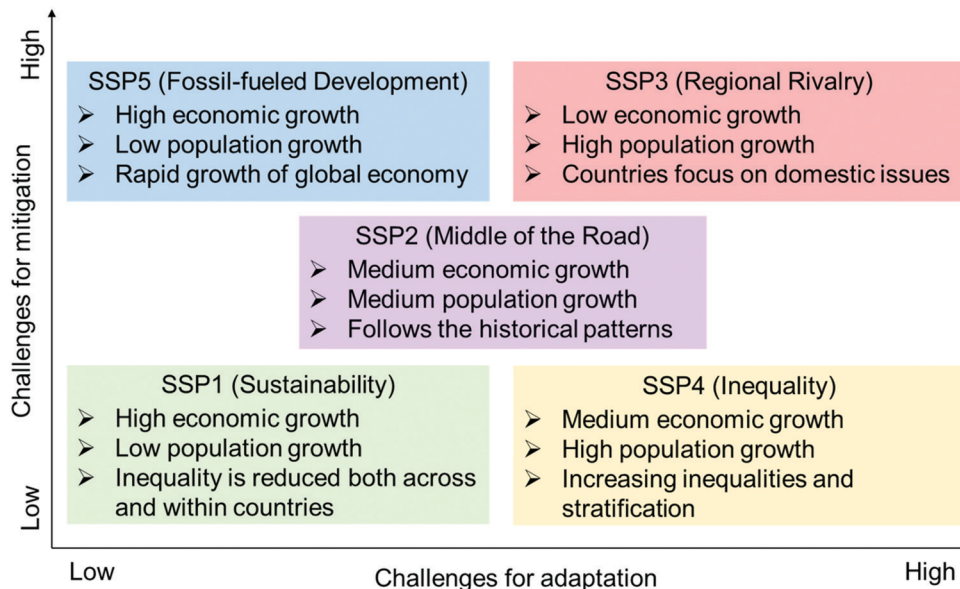 High
Challenges for mitigation
Low
SSP5 (Fossil-fueled Development)
➢ High economic growth
➢ Low population growth
➢ Rapid growth of global economy
SSP3 (Regional Rivalry)
➢ Low economic growth
➢ High population growth
➢ Countries focus on domestic issues
SSP2 (Middle of the Road)
➢ Medium economic growth
➢ Medium population growth
➢ Follows the historical patterns
SSP1 (Sustainability)
➢ High economic growth
➢ Low population growth
➢ Inequality is reduced both across
and within countries
SSP4 (Inequality)
➢ Medium economic growth
➢ High population growth
➢ Increasing inequalities and
stratification
Low
Challenges for adaptation
High